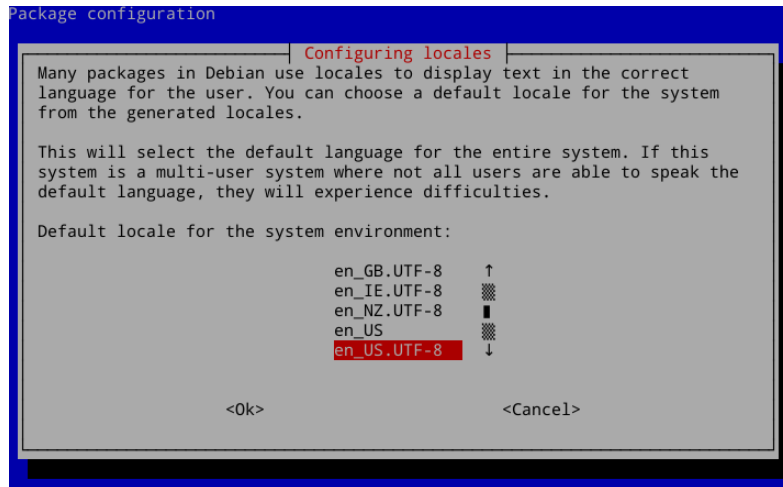 Package configuration
Configuring locales
Many packages in Debian use locales to display text in the correct
language for the user. You can choose a default locale for the system
from the generated locales.
This will select the default language for the entire system. If this
system is a multi-user system where not all users are able to speak the
default language, they will experience difficulties.
Default locale for the system environment:
en_GB.UTF-8 ↑
en_IE.UTF-8
en_NZ.UTF-8
en_US
en_US.UTF-8 ↓
<Ok> <Cancel>